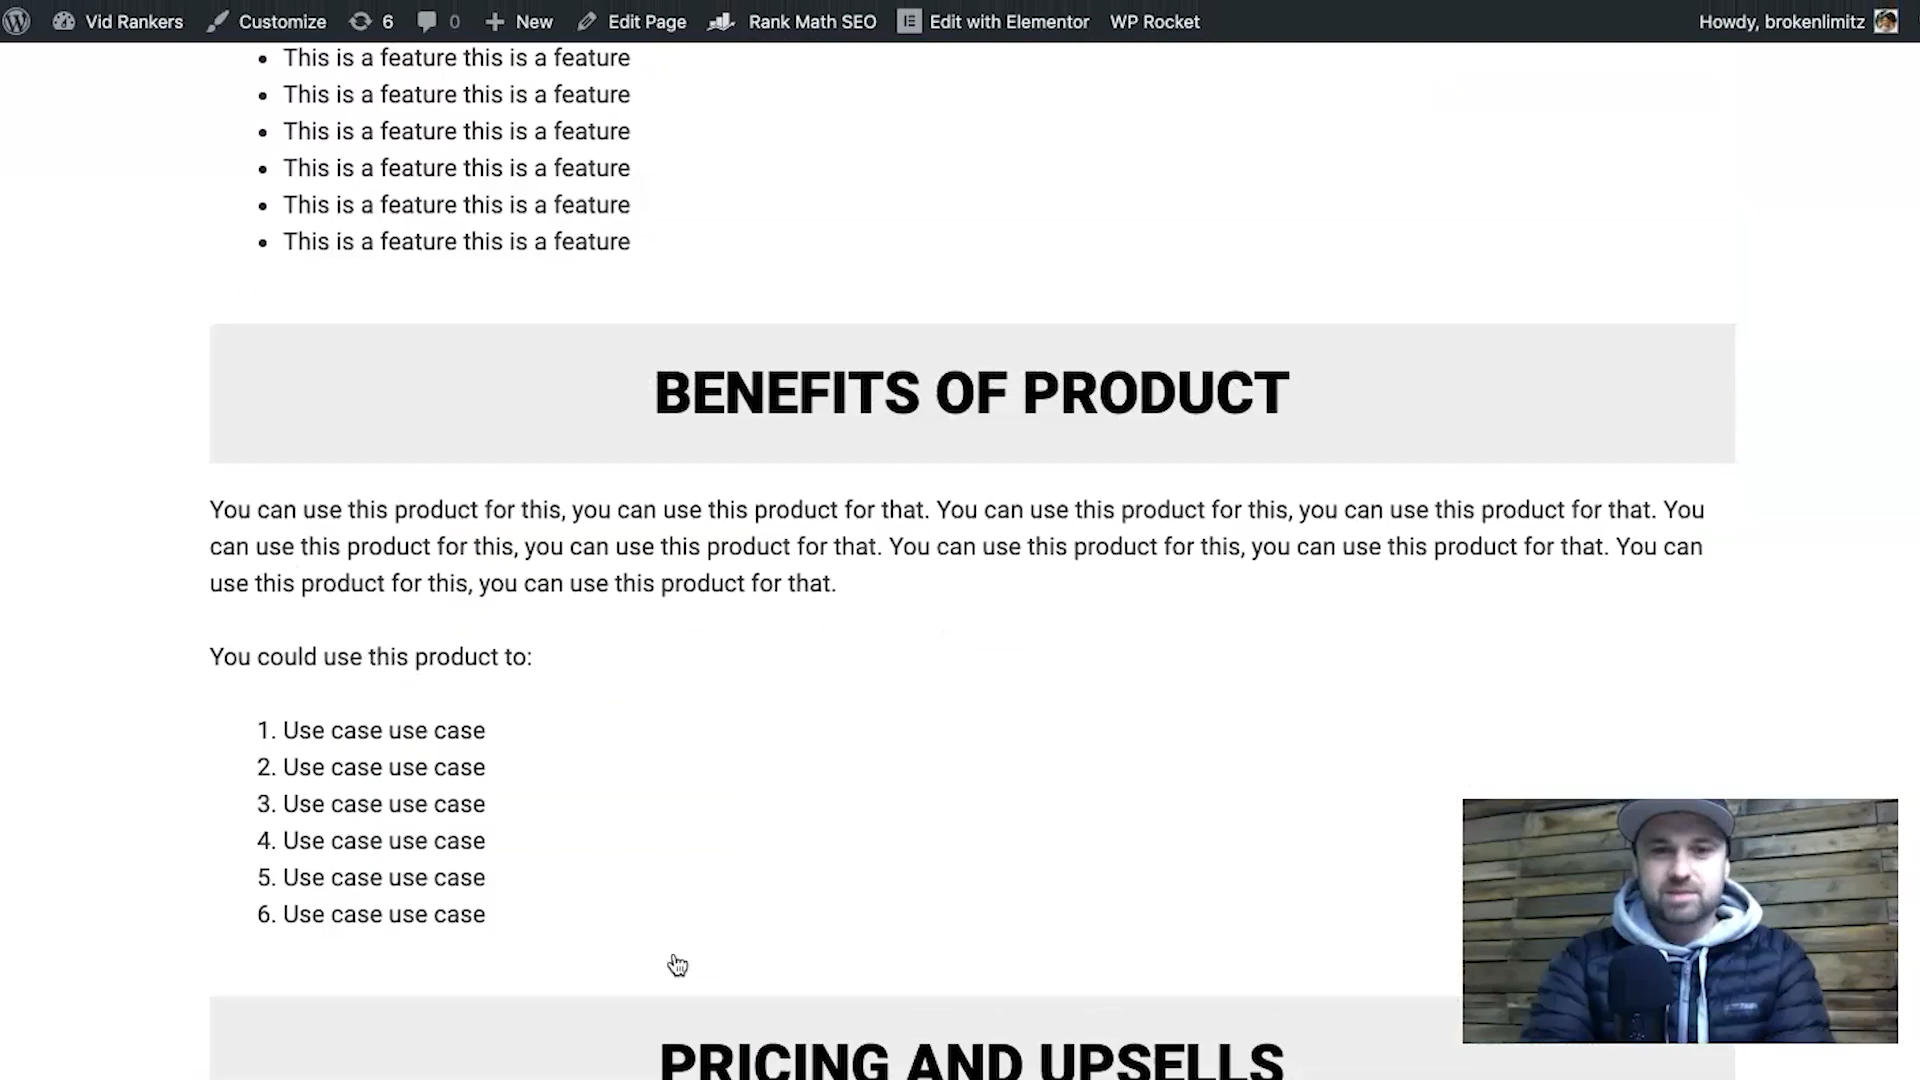 Vid Rankers Customize 6 0 New Edit Page Rank Math SEO Edit with Elementor WP Rocket Howdy, brokenlimitz
• This is a feature this is a feature
• This is a feature this is a feature
• This is a feature this is a feature
• This is a feature this is a feature
• This is a feature this is a feature
• This is a feature this is a feature
BENEFITS OF PRODUCT
You can use this product for this, you can use this product for that. You can use this product for this, you can use this product for that. You
can use this product for this, you can use this product for that. You can use this product for this, you can use this product for that. You can
use this product for this, you can use this product for that.
You could use this product to:
1. Use case use case
2. Use case use case
3. Use case use case
4. Use case use case
5. Use case use case
6. Use case use case
PRICING AND UPSELLS